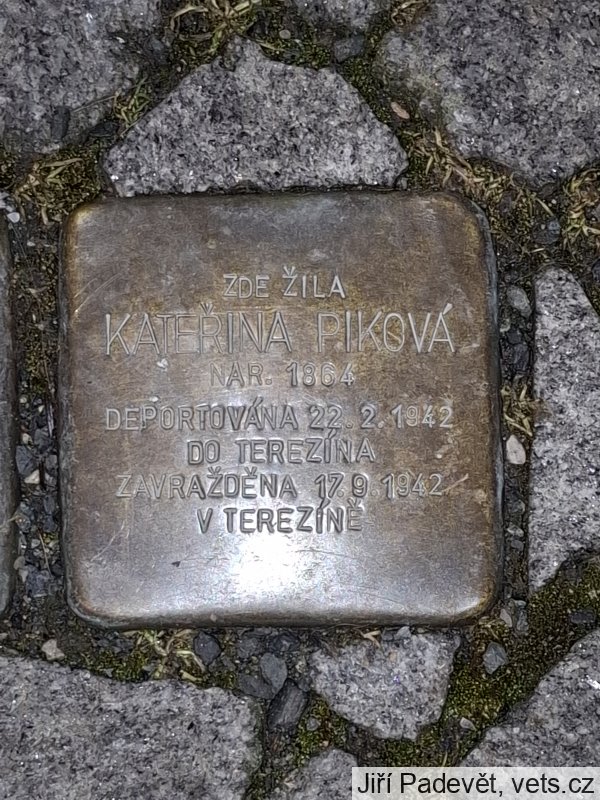 ZDE ŽILA
KATEŘINA PIKOVÁ
NAR. 1864
DEPORTOVÁNA 22. 2. 1942
DO TEREZÍNA
ZAVRAŽDĚNA 17. 9. 1942
V TEREZÍNĚ
Jiří Padevět, vets.cz